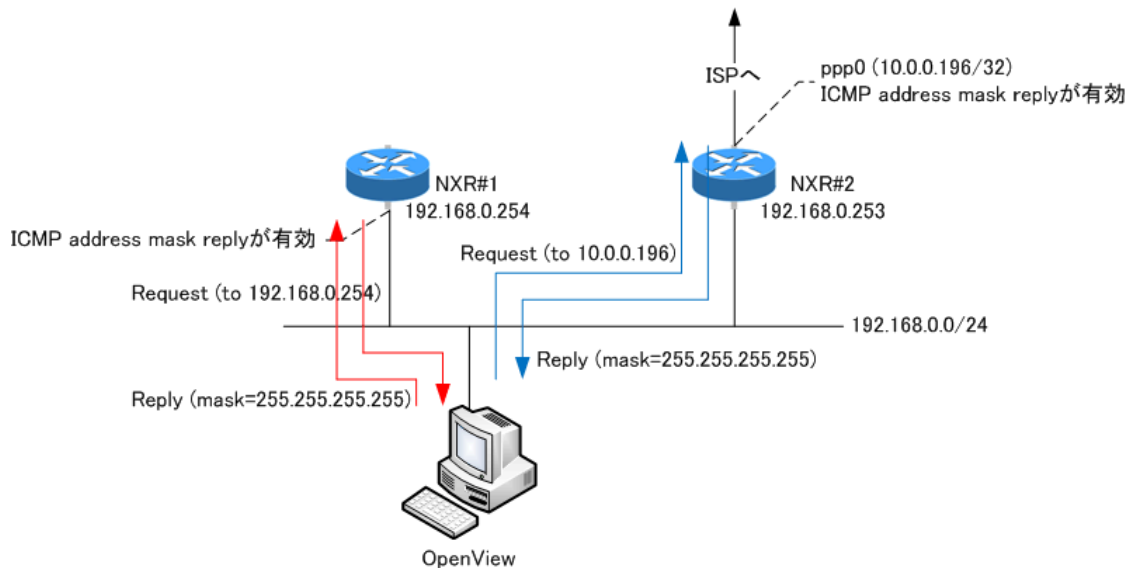 ISPへ
ppp0 (10.0.0.196/32)
ICMP address mask replyが有効
NXR#1
192.168.0.254
NXR#2
192.168.0.253
ICMP address mask replyが有効
Request (to 10.0.0.196)
Request (to 192.168.0.254)
192.168.0.0/24
Reply (mask=255.255.255.255)
Reply (mask=255.255.255.255)
OpenView